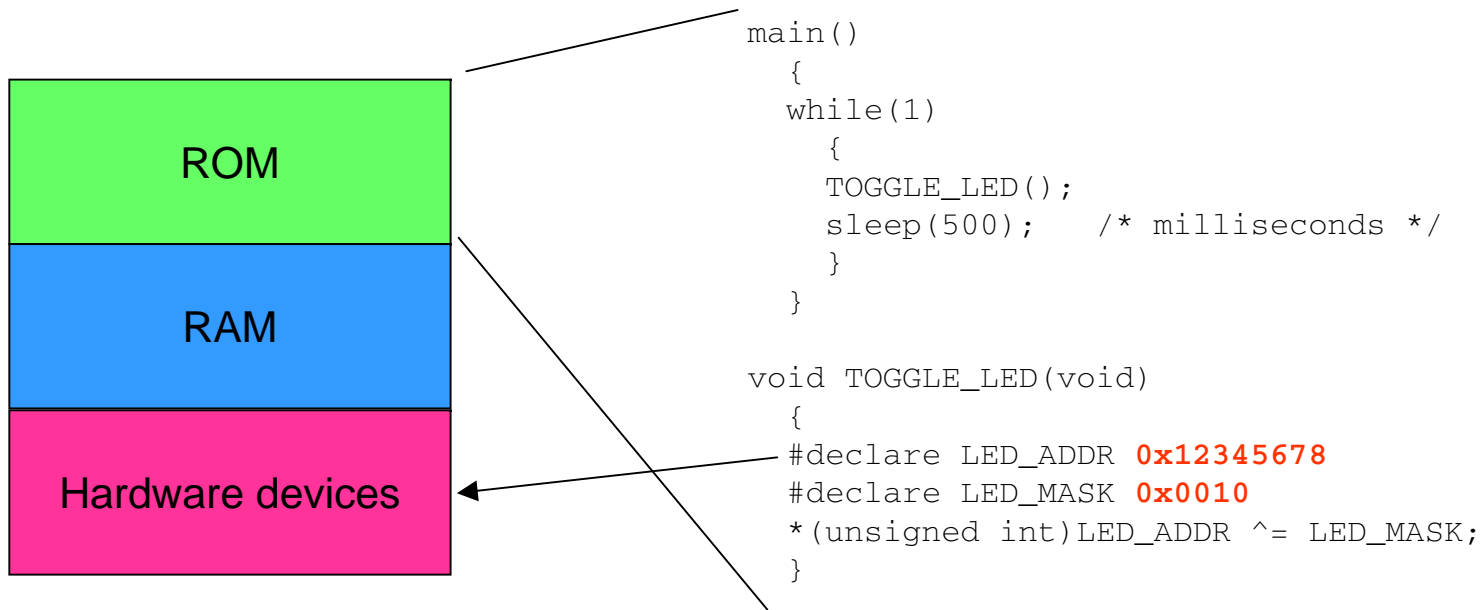 ROM
RAM
Hardware devices
main()
{
while(1)
{
TOGGLE_LED();
sleep(500); /* milliseconds */
}
}
void TOGGLE_LED(void)
{
#declare LED_ADDR 0x12345678
#declare LED_MASK 0x0010
*(unsigned int)LED_ADDR ^= LED_MASK;
}